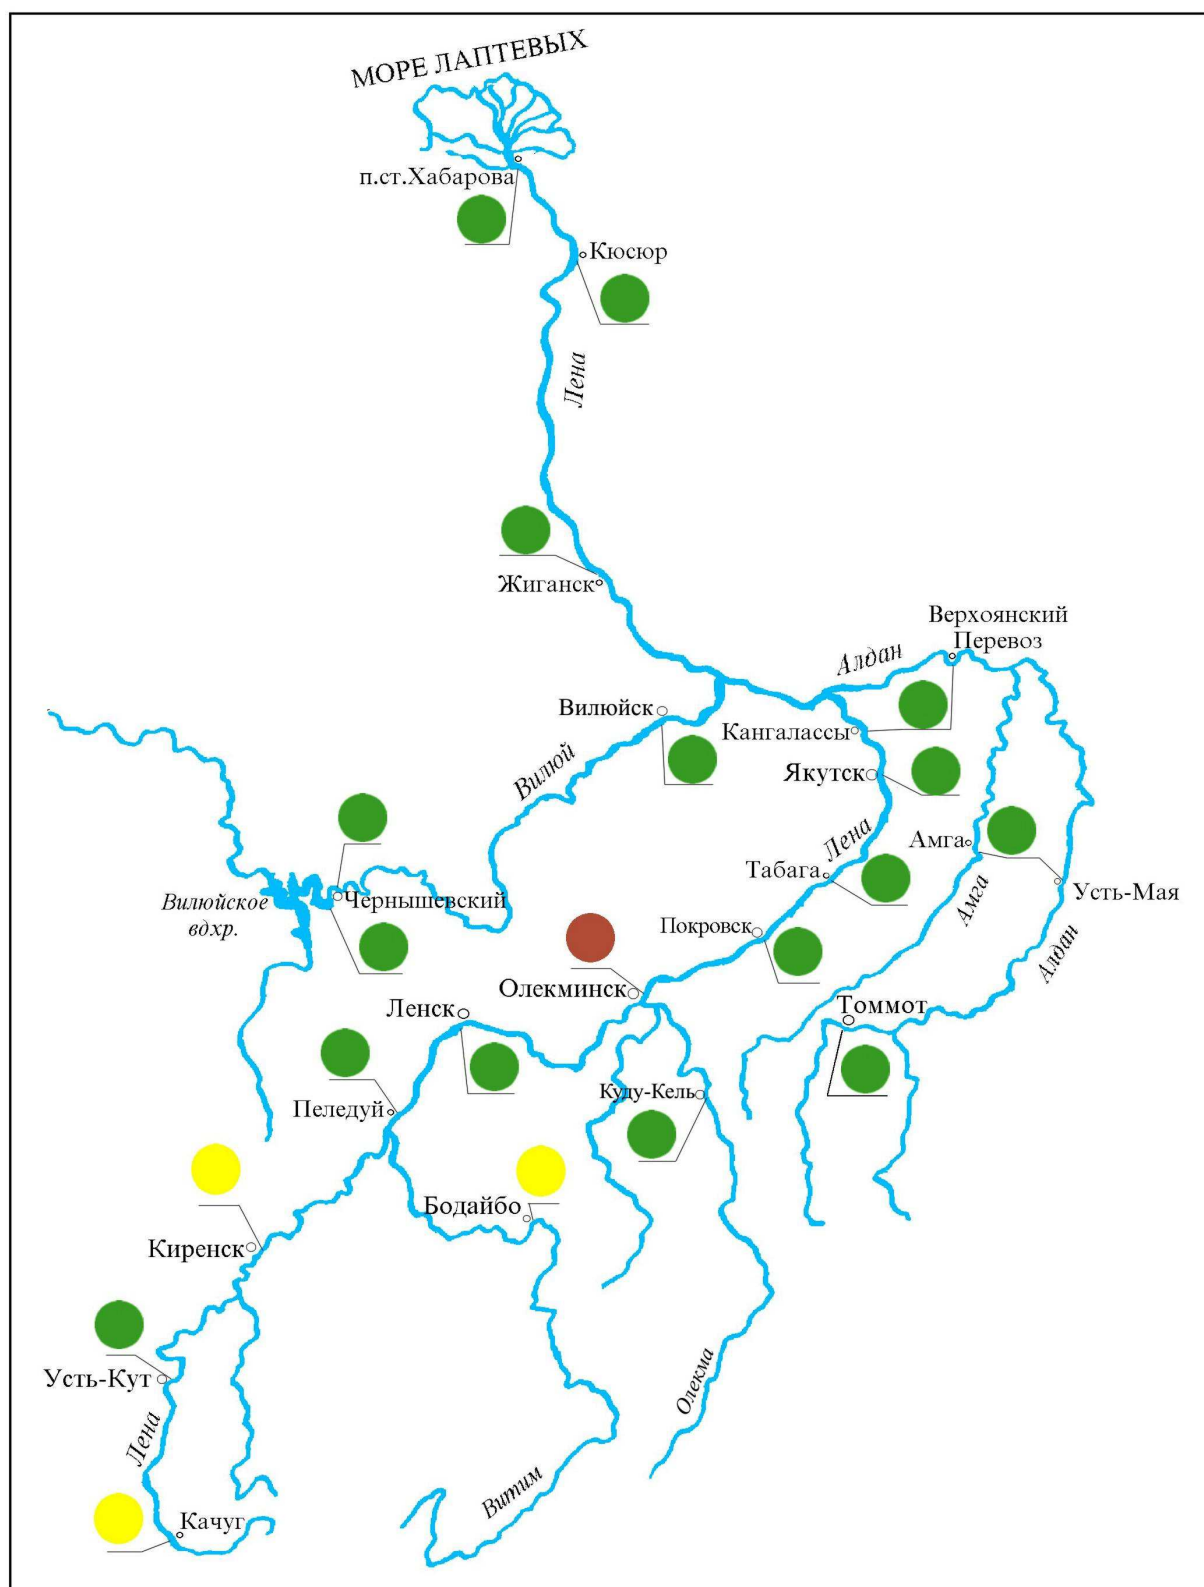 МОРЕ ЛАПТЕВЫХ
п.ст.Хабарова
Кюсюр
Лена
Жиганск
Верхоянский
Перевоз
Алдан
Вилюйск
Кангалассы
Вилюй
Якутск
Лена
Амга
Табага
Усть-Мая
Амга
Чернышевский
Вилюйское
вдхр.
Покровск
Алдан
Олекминск
Ленск
Томмот
Куду-Кель
Пеледуй
Бодайбо
Киренск
Усть-Кут
Олекма
Лена
Витим
Качуг